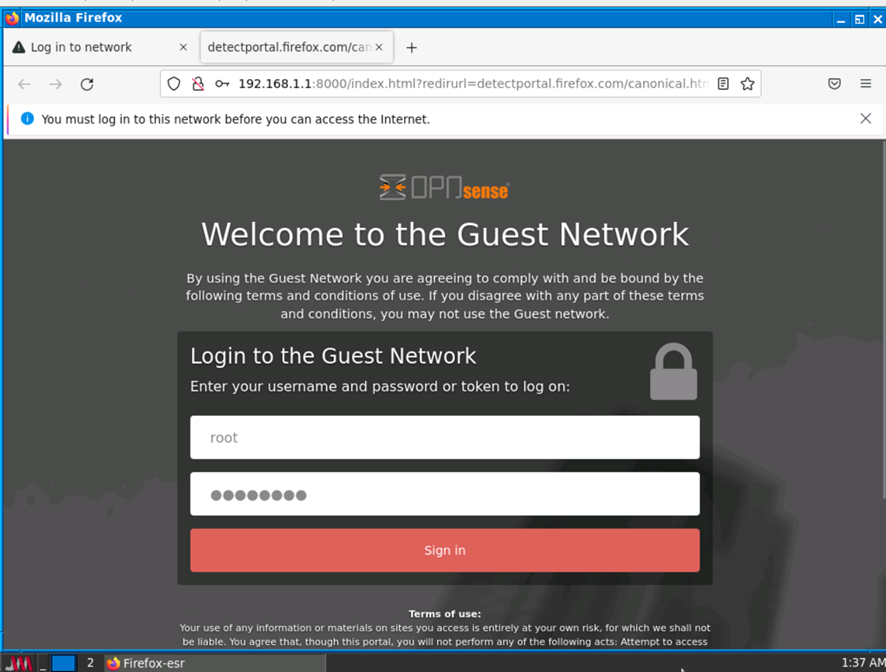 Mozilla Firefox
Log in to network
detectportal.firefox.com/can
192.168.1.1:8000/index.html?redirurl=detectportal.firefox.com/canonical.htm
You must log in to this network before you can access the Internet.
OPNsense
Welcome to the Guest Network
By using the Guest Network you are agreeing to comply with and be bound by the
following terms and conditions of use. If you disagree with any part of these terms
and conditions, you may not use the Guest network.
Login to the Guest Network
Enter your username and password or token to log on:
root
●●●●●●●●
Sign in
Terms of use:
Your use of any information or materials on sites you access is entirely at your own risk, for which we shall not
be liable. You agree that, though this portal, you will not perform any of the following acts: Attempt to access
2
Firefox-esr
1:37 AM